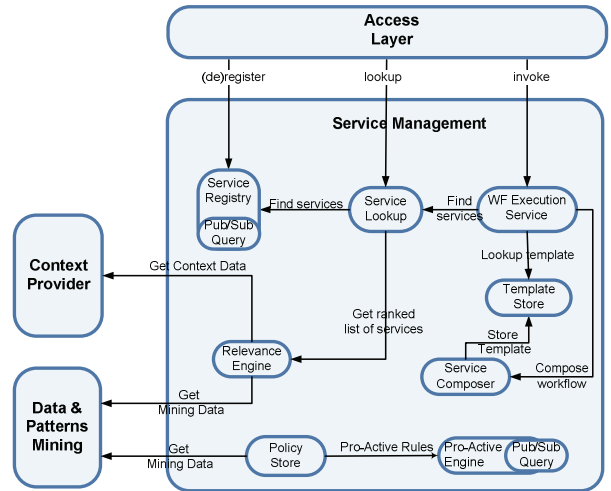 Access
Layer
(de)register
lookup
invoke
Service Management
Service
Registry
Pub/Sub
Query
Find services
Service
Lookup
Find
services
WF Execution
Service
Lookup template
Template
Store
Context
Provider
Get Context Data
Get ranked
list of services
Store
Template
Relevance
Engine
Service
Composer
Compose
workflow
Data &
Patterns
Mining
Get
Mining Data
Get
Mining Data
Policy
Store
Pro-Active Rules
Pro-Active
Engine
Pub/Sub
Query